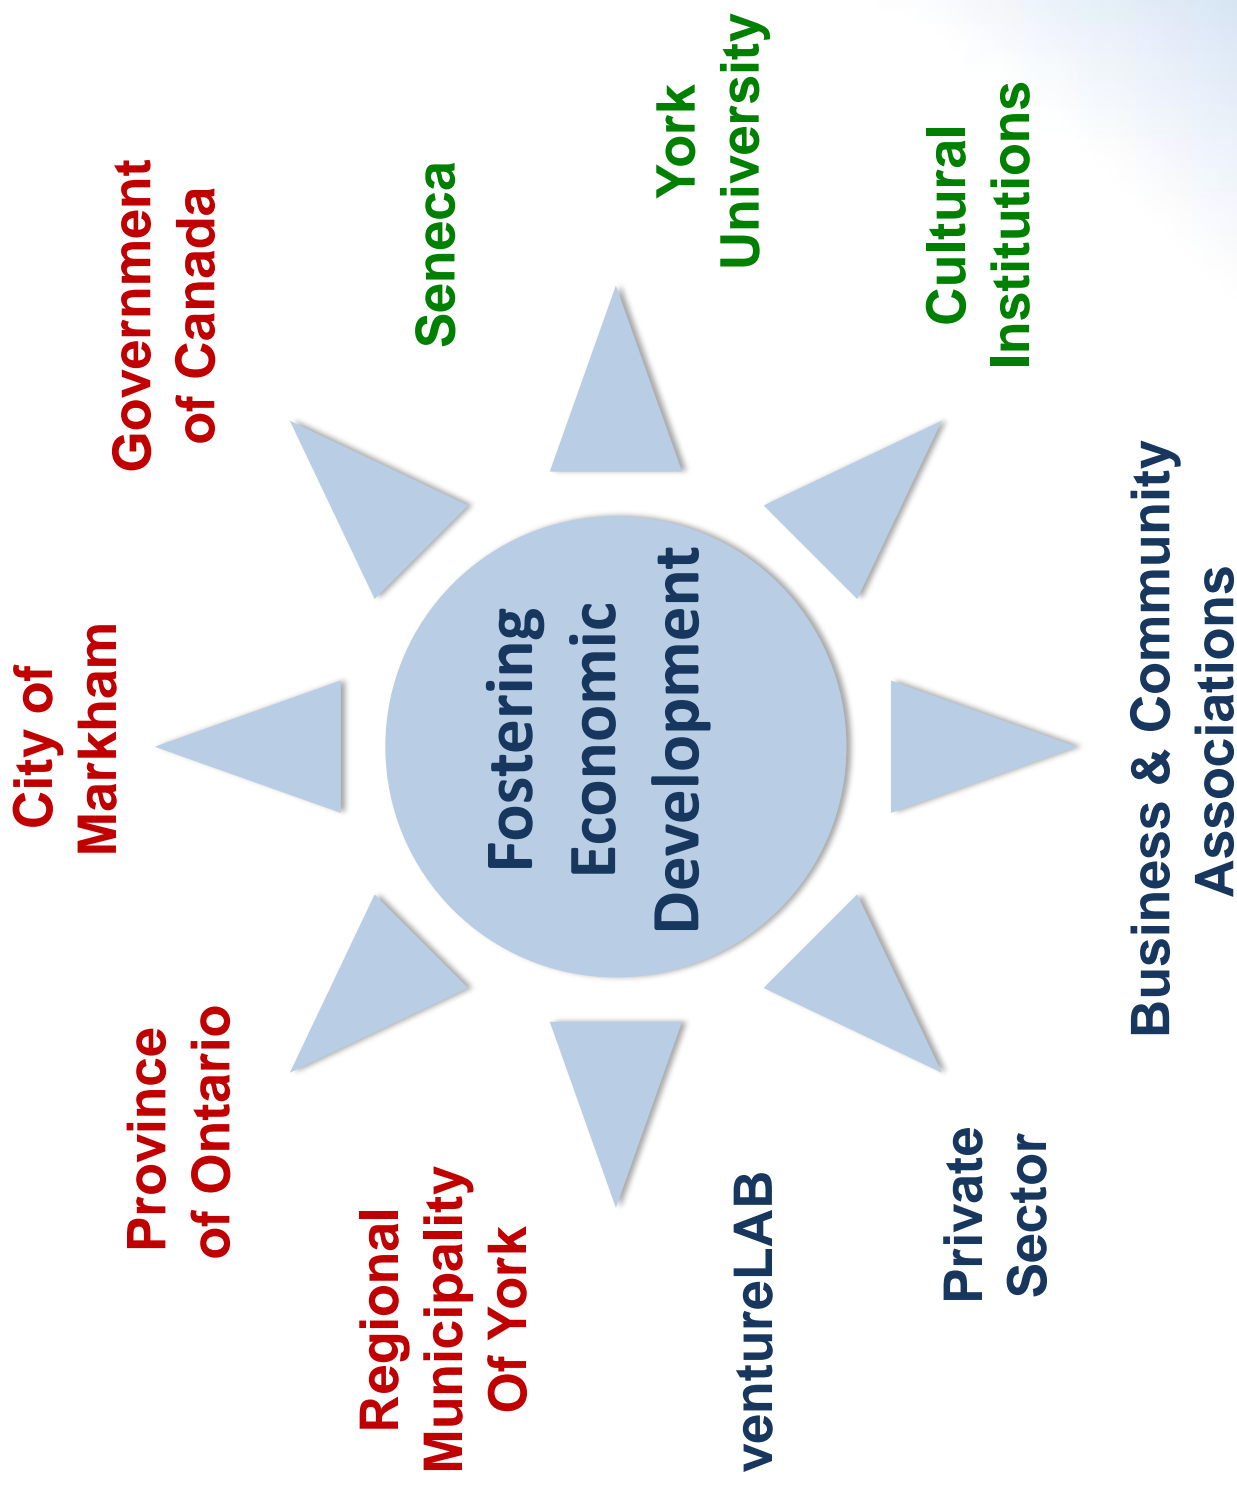 City of
Markham
Government
of Canada
Seneca
York
University
Cultural
Institutions
Business & Community
Associations
Private
Sector
ventureLAB
Regional
Municipality
Of York
Province
of Ontario
Fostering
Economic
Development